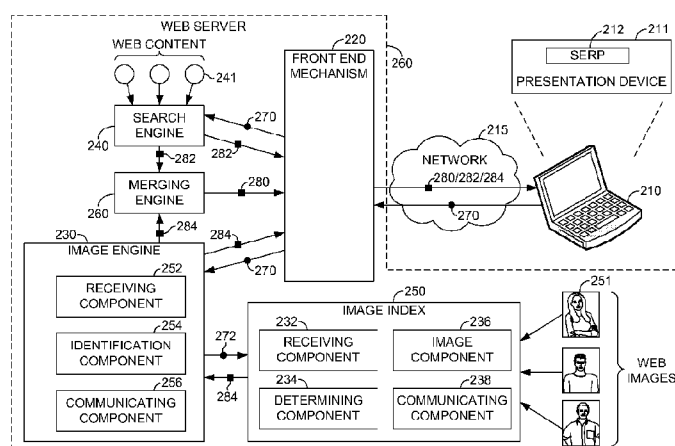 WEB SERVER
WEB CONTENT
241
SEARCH ENGINE
240
270
282
282
MERGING ENGINE
260
280
284
230
IMAGE ENGINE
284
270
252
RECEIVING COMPONENT
254
IDENTIFICATION COMPONENT
256
COMMUNICATING COMPONENT
220
FRONT END MECHANISM
260
212
211
SERP
PRESENTATION DEVICE
215
NETWORK
280/282/284
270
210
272
284
250
IMAGE INDEX
232
RECEIVING COMPONENT
236
IMAGE COMPONENT
234
DETERMINING COMPONENT
238
COMMUNICATING COMPONENT
251
WEB IMAGES